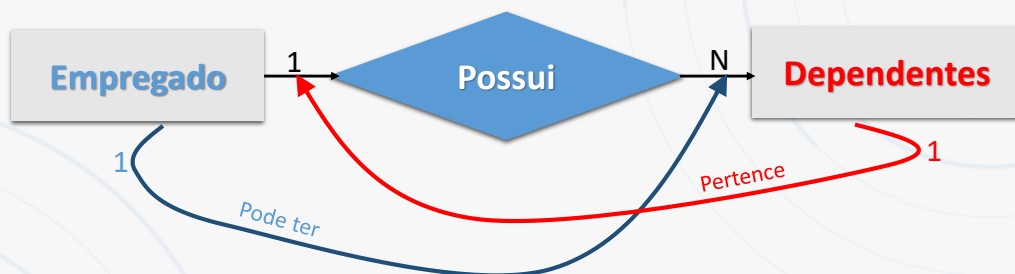 Empregado
1
Possui
N
Dependentes
1
Pode ter
Pertence
1